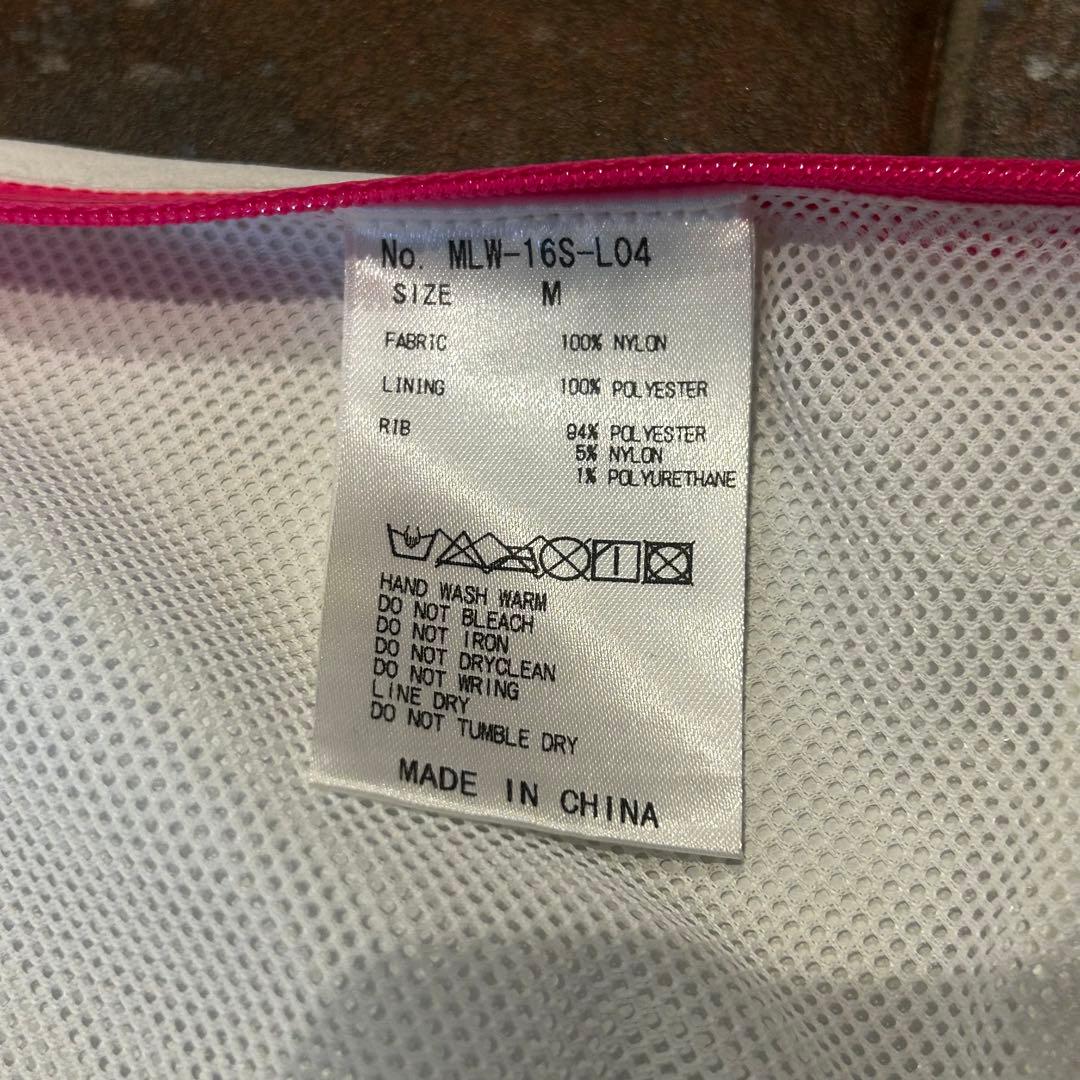 No. MLW-16S-L04
SIZE M
FABRIC 100% NYLON
LINING 100% POLYESTER
RIB 94% POLYESTER
5% NYLON
1% POLYURETHANE
HAND WASH WARM
DO NOT BLEACH
DO NOT IRON
DO NOT DRYCLEAN
DO NOT WRING
LINE DRY
DO NOT TUMBLE DRY
MADE IN CHINA